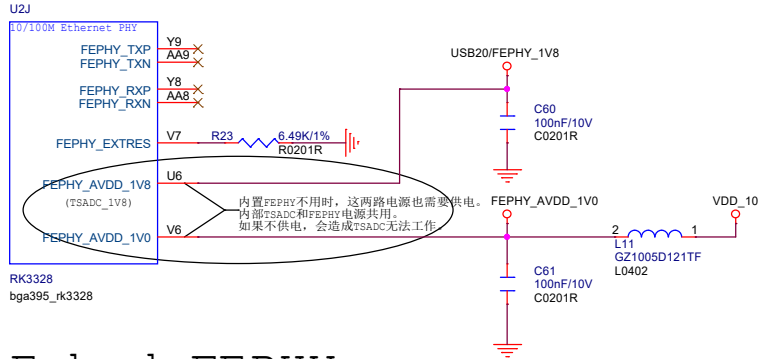 U2J
10/100M Ethernet PHY
FEPHY_TXP
Y9
FEPHY_TXN
AA9
FEPHY_RXP
Y8
FEPHY_RXN
AA8
FEPHY_EXTRES
V7
R23
6.49K/1%
R0201R
FEPHY_AVDD_1V8
U6
(TSADC_1V8)
FEPHY_AVDD_1V0
V6
内置FEPHY不用时，这两路电源也需要供电。
内部TSADC和FEPHY电源共用。
如果不供电，会造成TSADC无法工作。
RK3328
bga395_rk3328
USB20/FEPHY_1V8
C60
100nF/10V
C0201R
FEPHY_AVDD_1V0
VDD_10
2
1
L11
GZ1005D121TF
L0402
C61
100nF/10V
C0201R